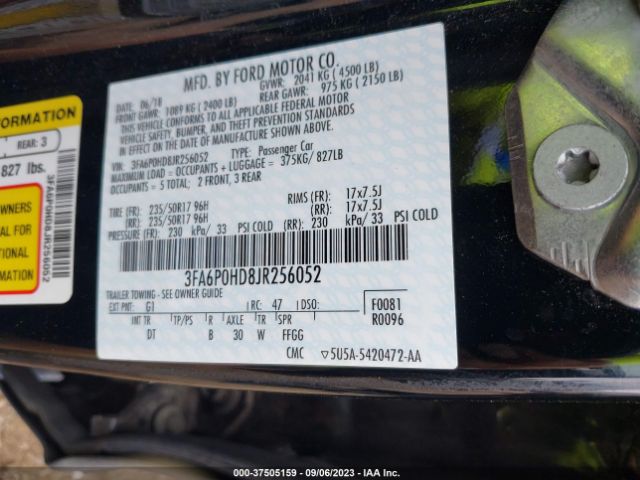 MFD. BY FORD MOTOR CO.
DATE: 06/18 GVWR: 2041 KG ( 4500 LB)
FRONT GAWR: 1089 KG ( 2400 LB) REAR GAWR: 975 KG ( 2150 LB)
THIS VEHICLE CONFORMS TO ALL APPLICABLE FEDERAL MOTOR
VEHICLE SAFETY, BUMPER, AND THEFT PREVENTION STANDARDS
IN EFFECT ON THE DATE OF MANUFACTURE SHOWN ABOVE.
VIN: 3FA6P0HD8JR256052 TYPE: Passenger Car
MAXIMUM LOAD = OCCUPANTS + LUGGAGE = 375KG/ 827LB
OCCUPANTS = 5 TOTAL; 2 FRONT, 3 REAR
TIRE (FR): 235/50R17 96H RIMS (FR): 17x7.5J
(RR): 235/50R17 96H (RR): 17x7.5J
PRESSURE (FR): 230 kPa/ 33 PSI COLD (RR): 230 kPa/ 33 PSI COLD
3FA6P0HD8JR256052
TRAILER TOWING - SEE OWNER GUIDE
EXT PNT: G1 RC: 47 DSO: F0081
INT TR TP/PS R AXLE TR SPR R0096
DT B 30 W FFGG
CMC ▽5U5A-5420472-AA
FORMATION
REAR: 3
827 lbs.
3FA6P0HD8JR256052
OWNERS
ADDITIONAL
INFORMATION
000-37505159 - 09/06/2023 - IAA Inc.